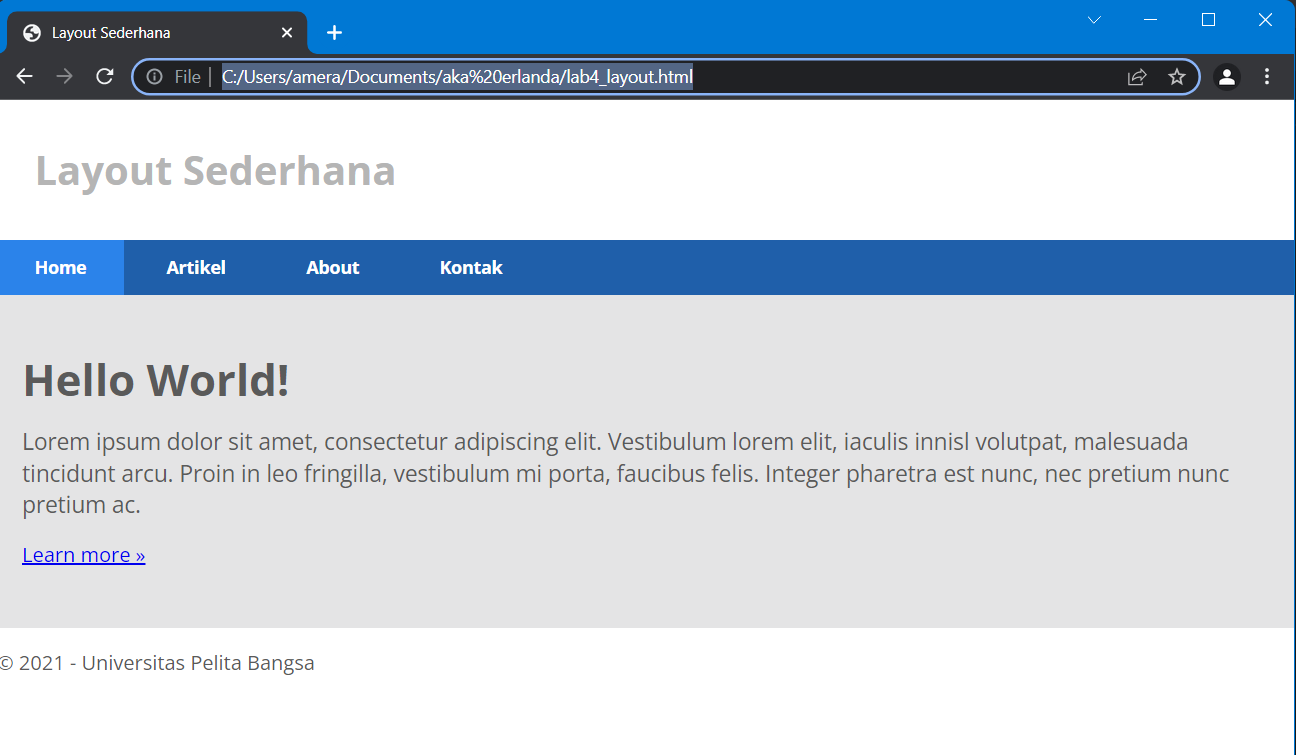 Layout Sederhana
File | C:/Users/amera/Documents/aka%20erlanda/lab4_layout.html
Layout Sederhana
Home Artikel About Kontak
Hello World!
Lorem ipsum dolor sit amet, consectetur adipiscing elit. Vestibulum lorem elit, iaculis innisl volutpat, malesuada
tincidunt arcu. Proin in leo fringilla, vestibulum mi porta, faucibus felis. Integer pharetra est nunc, nec pretium nunc
pretium ac.
Learn more »
© 2021 - Universitas Pelita Bangsa